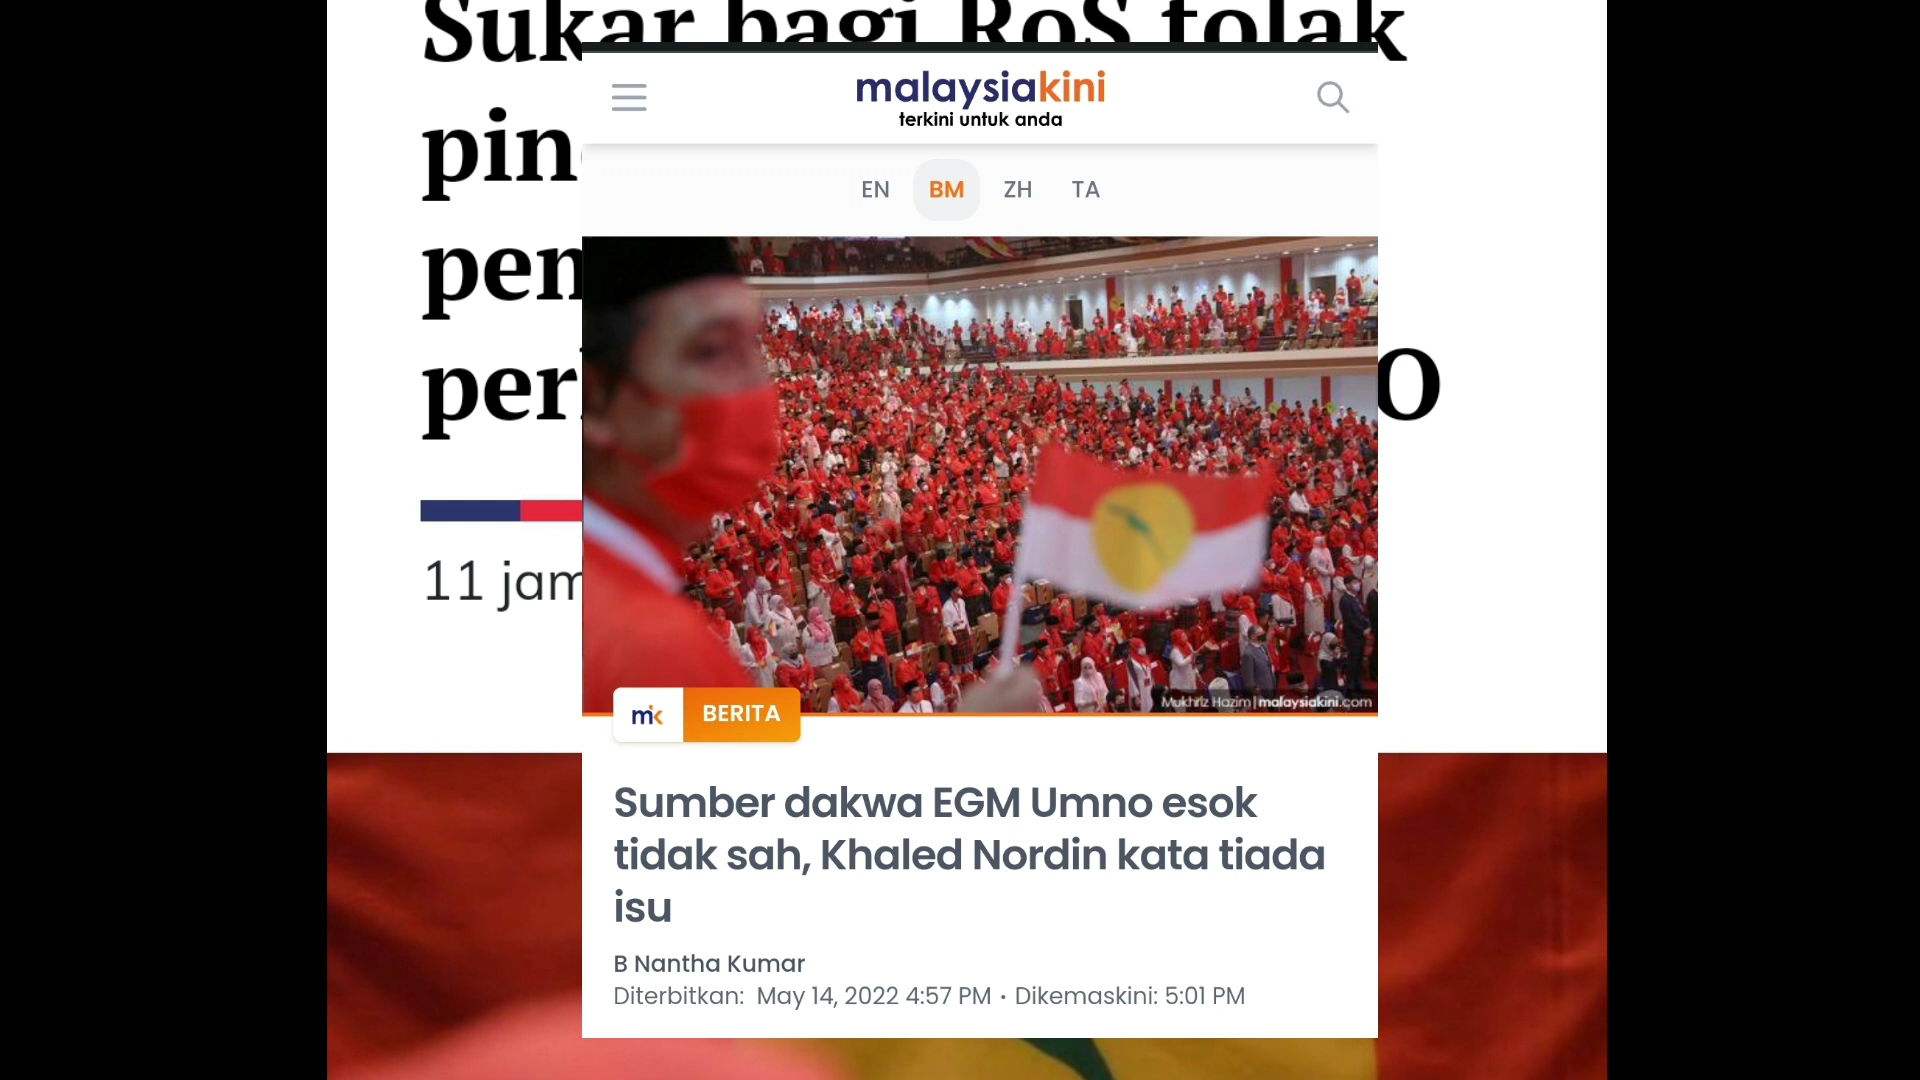 Sukar bagi RoS tolak
pin
pen
per
O
11 jam
malaysiakini
terkini untuk anda
EN BM ZH TA
Mukhriz Hazim | malaysiakini.com
mk BERITA
Sumber dakwa EGM Umno esok
tidak sah, Khaled Nordin kata tiada
isu
B Nantha Kumar
Diterbitkan: May 14, 2022 4:57 PM • Dikemaskini: 5:01 PM